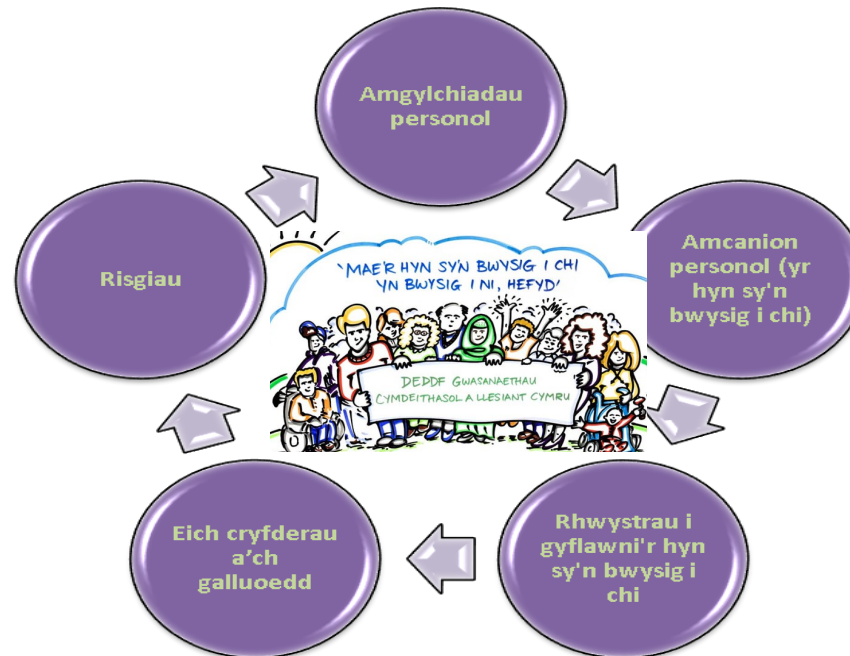 Amgylchiadau
personol
Amcanion
personol (yr
hyn sy'n
bwysig i chi)
Rhwystrau i
gyflawni'r hyn
sy'n bwysig i
chi
Eich cryfderau
a'ch
galluoedd
Risgiau
'MAE'R HYN SY'N BWYSIG I CHI
YN BWYSIG I NI, HEFYD'
DEDDF GWASANAETHAU
CYMDEITHASOL A LLESIANT CYMRU